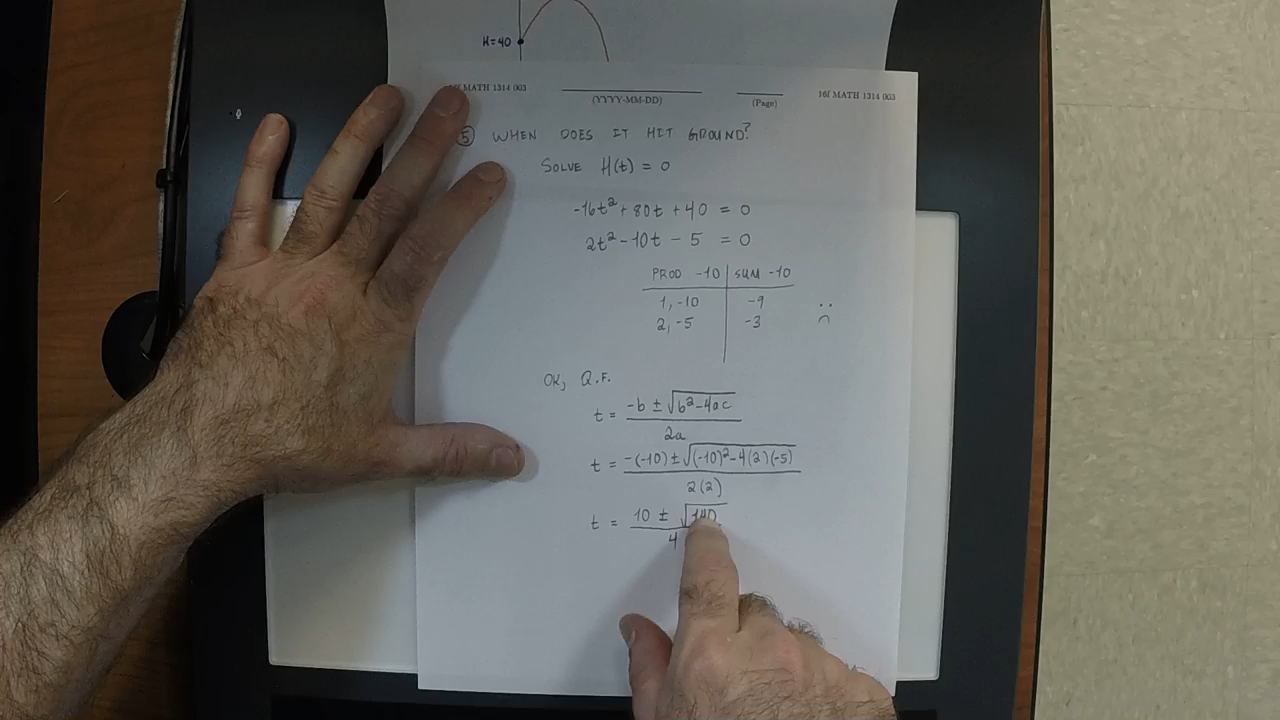 H=40
MATH 1314 003
(YYYY-MM-DD)
(Page)
16f MATH 1314 003
5 WHEN DOES IT HIT GROUND?
SOLVE H(t) = 0
-16t² + 80t + 40 = 0
2t² - 10t - 5 = 0
PROD -10 | SUM -10
1, -10 | -9
2, -5 | -3
OK, Q.F.
t = (-b ± √(b² - 4ac)) / 2a
t = (-(-10) ± √((-10)² - 4(2)(-5))) / 2(2)
t = (10 ± √140) / 4